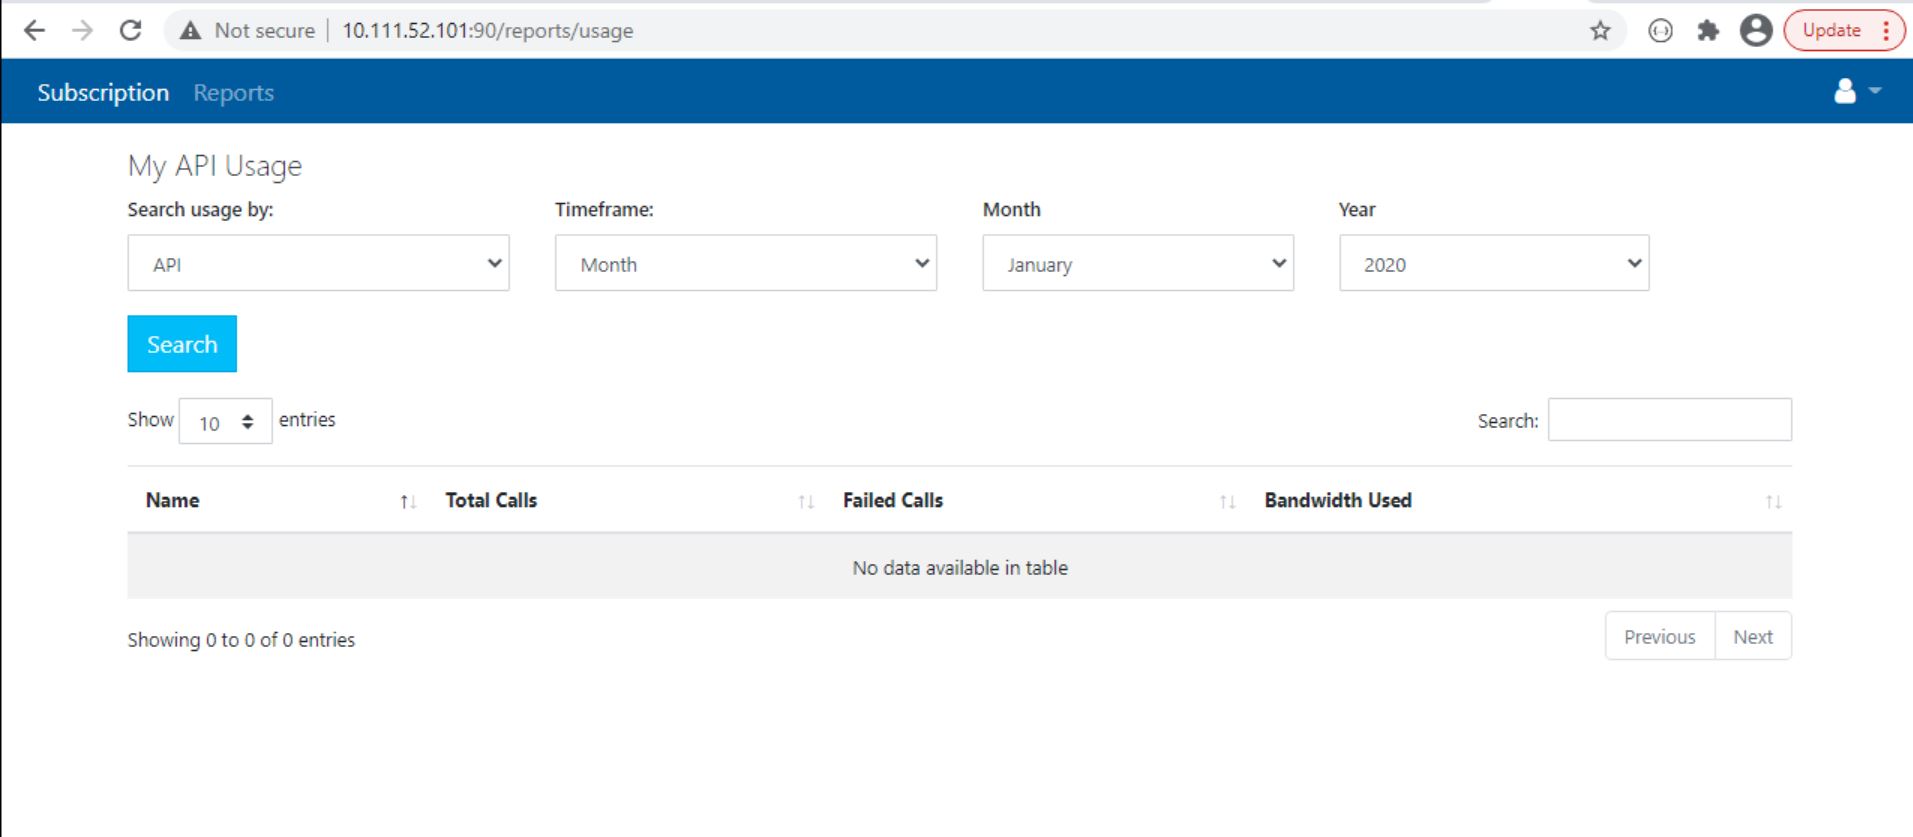 Not secure | 10.111.52.101:90/reports/usage
Update
Subscription Reports
My API Usage
Search usage by: Timeframe: Month Year
API Month January 2020
Search
Show 10 entries Search:
Name Total Calls Failed Calls Bandwidth Used
No data available in table
Showing 0 to 0 of 0 entries Previous Next